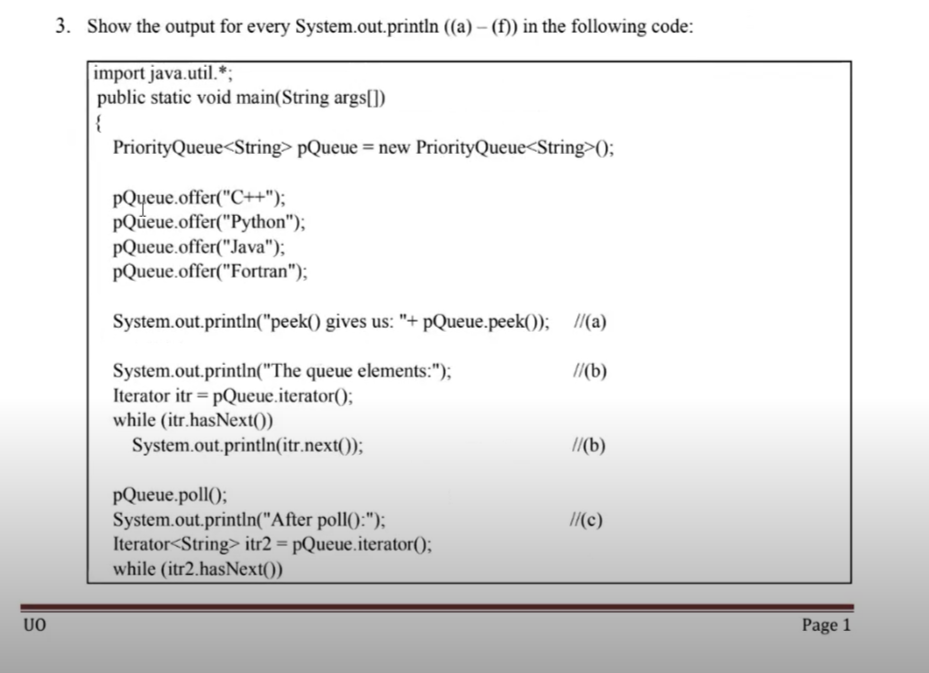 3. Show the output for every System.out.println ((a) – (f)) in the following code:
import java.util.*;
public static void main(String args[])
{
PriorityQueue<String> pQueue = new PriorityQueue<String>();
pQueue.offer("C++");
pQueue.offer("Python");
pQueue.offer("Java");
pQueue.offer("Fortran");
System.out.println("peek() gives us: "+ pQueue.peek()); //(a)
System.out.println("The queue elements:"); //(b)
Iterator itr = pQueue.iterator();
while (itr.hasNext())
System.out.println(itr.next()); //(b)
pQueue.poll();
System.out.println("After poll():"); //(c)
Iterator<String> itr2 = pQueue.iterator();
while (itr2.hasNext())
UO Page 1